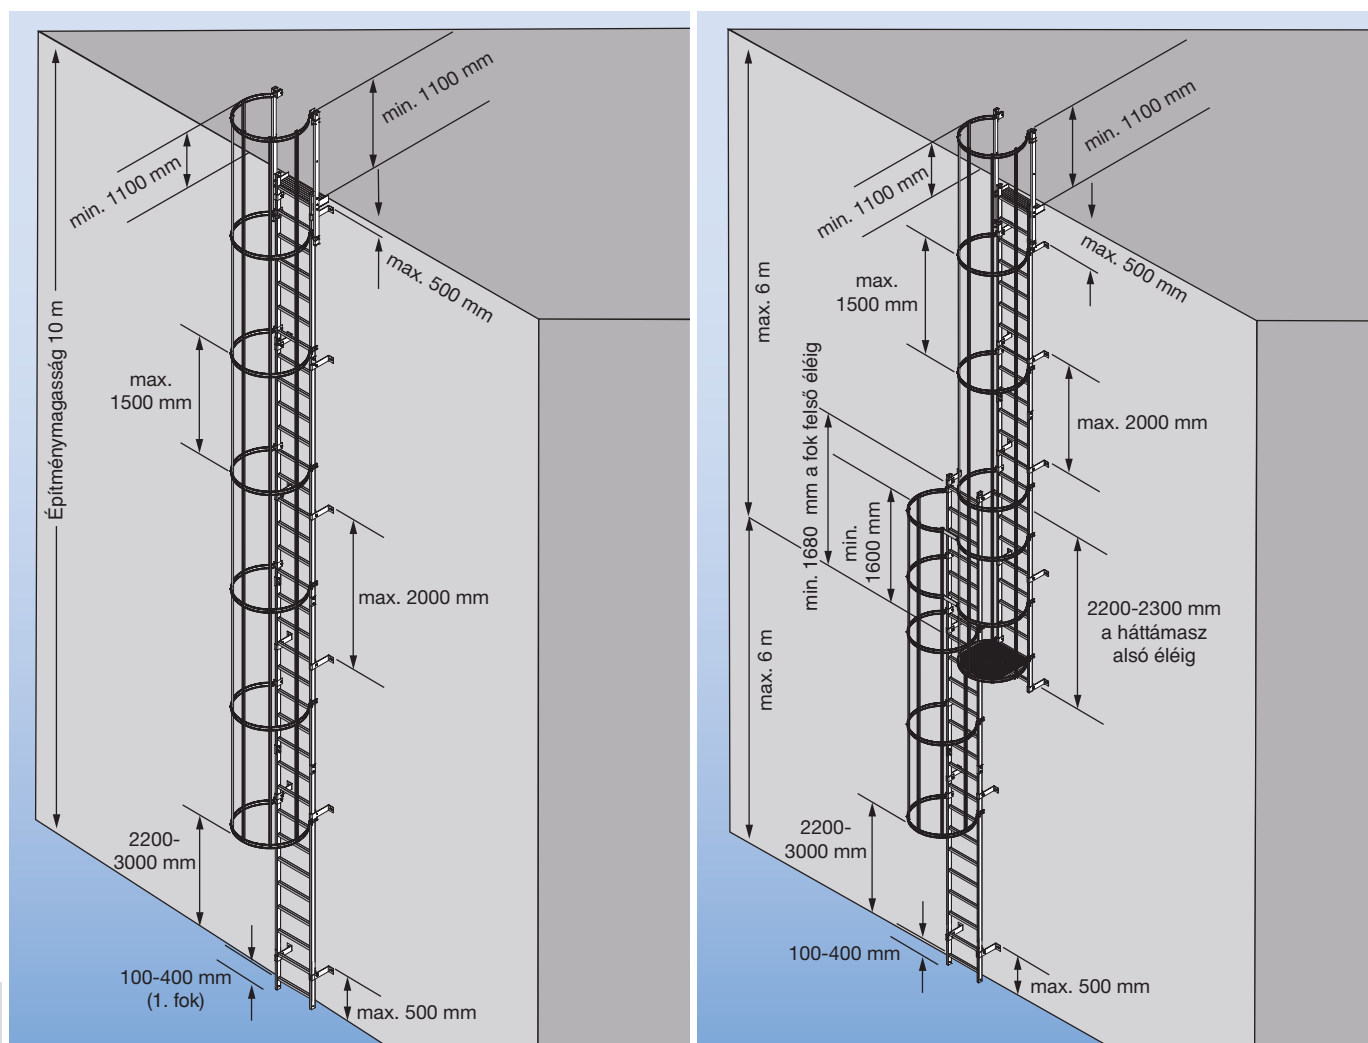 min. 1100 mm
min. 1100 mm
max. 500 mm
Építménymagasság 10 m
max.
1500 mm
max. 2000 mm
2200-
3000 mm
100-400 mm
(1. fok)
max. 500 mm
min. 1100 mm
min. 1100 mm
max. 500 mm
max. 6 m
max.
1500 mm
max. 2000 mm
min. 1680 mm a fok felső éléig
min.
1600 mm
2200-2300 mm
a háttámasz
alsó éléig
max. 6 m
2200-
3000 mm
100-400 mm
max. 500 mm